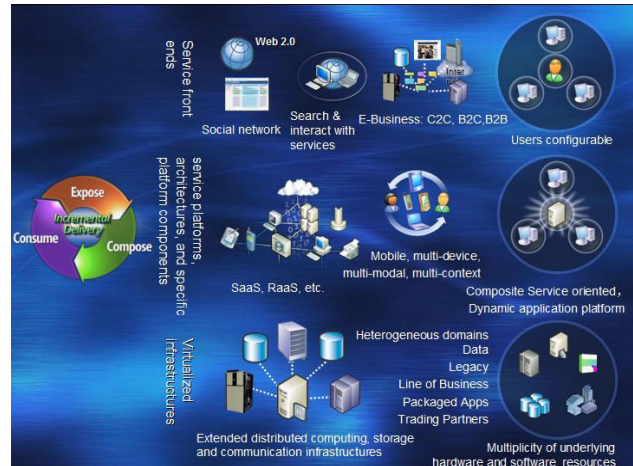 Service front
ends
Web 2.0
Social network
Search &
interact with
services
E-Business: C2C, B2C,B2B
Users configurable
Expose
Incremental
Delivery
Consume
Compose
service platforms,
architectures, and specific
platform components
SaaS, RaaS, etc.
Mobile, multi-device,
multi-modal, multi-context
Composite Service oriented,
Dynamic application platform
Virtualized
infrastructures
Extended distributed computing, storage
and communication infrastructures
Heterogeneous domains
Data
Legacy
Line of Business
Packaged Apps
Trading Partners
Multiplicity of underlying
hardware and software resources